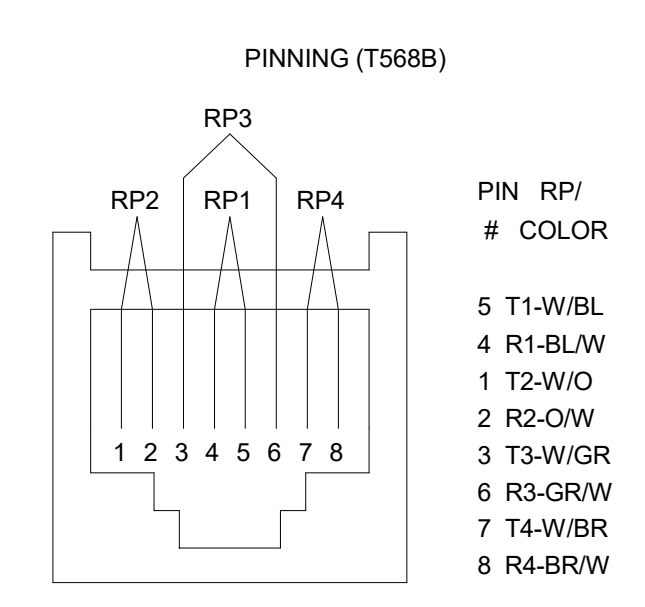 PINNING (T568B)
RP3
RP2 RP1 RP4
1 2 3 4 5 6 7 8
PIN RP/
# COLOR
5 T1-W/BL
4 R1-BL/W
1 T2-W/O
2 R2-O/W
3 T3-W/GR
6 R3-GR/W
7 T4-W/BR
8 R4-BR/W